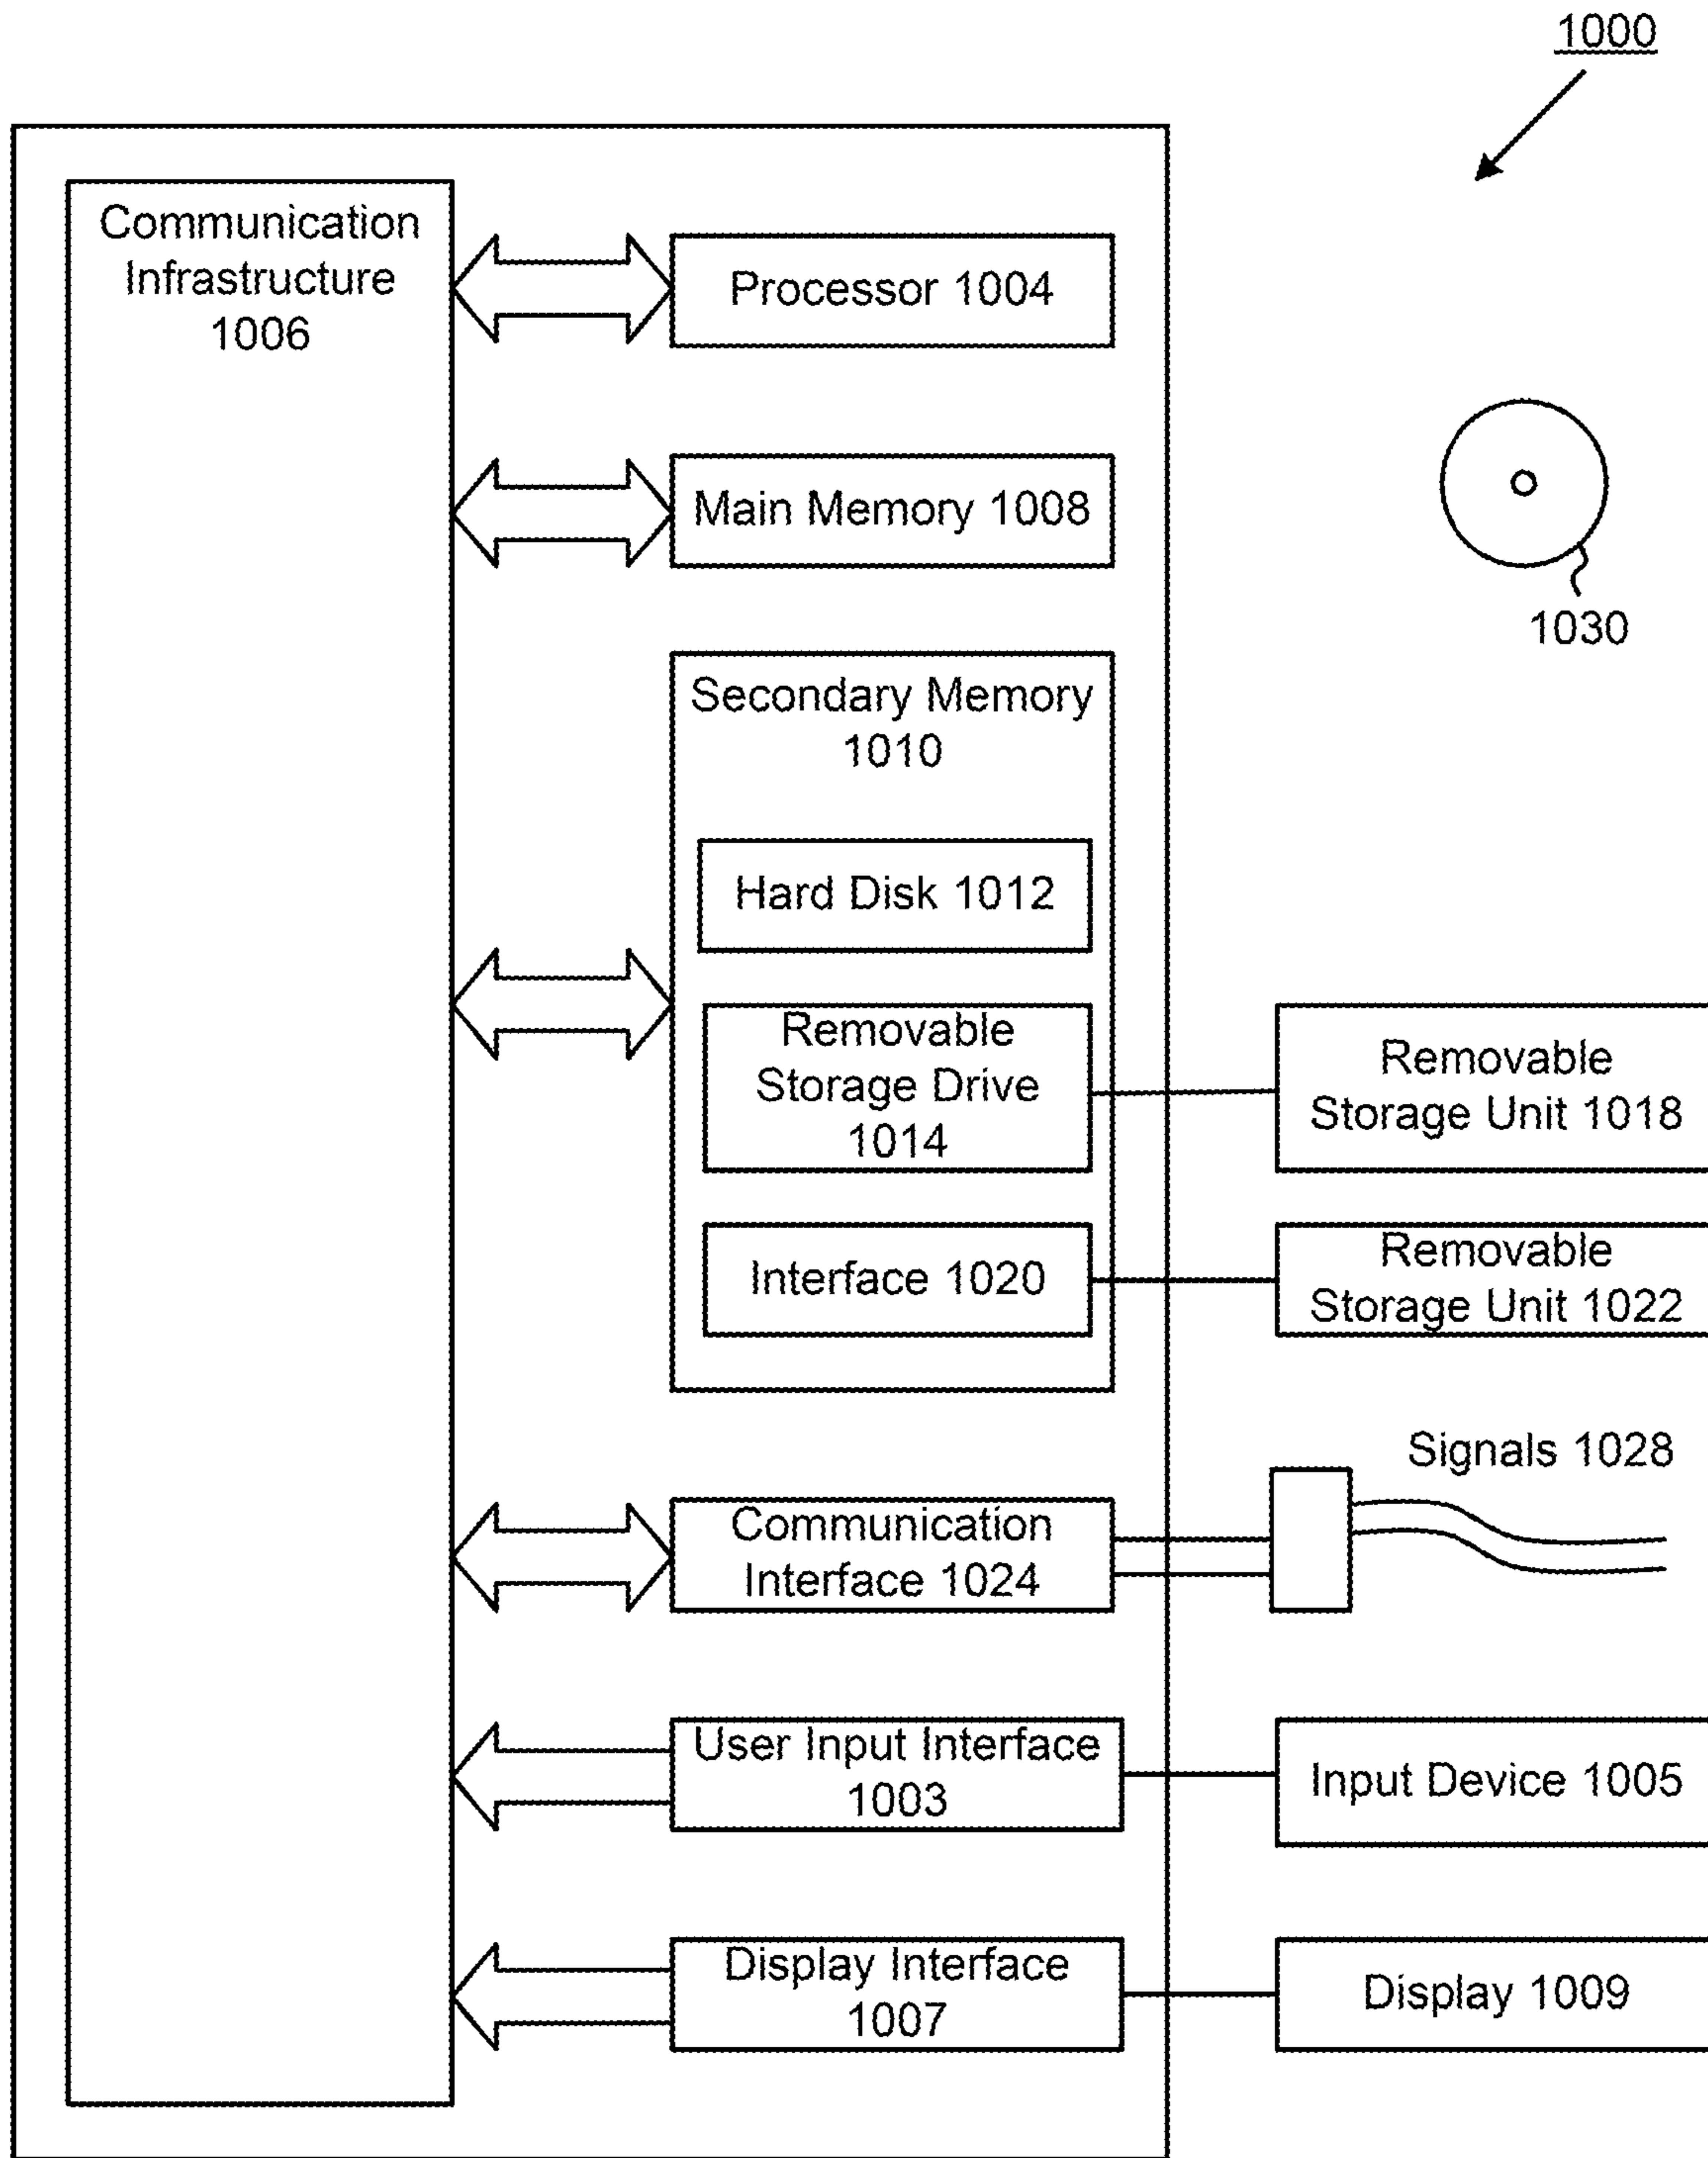 1000
Communication
Infrastructure
1006
Processor 1004
Main Memory 1008
1030
Secondary Memory
1010
Hard Disk 1012
Removable
Storage Drive
1014
Removable
Storage Unit 1018
Interface 1020
Removable
Storage Unit 1022
Signals 1028
Communication
Interface 1024
User Input Interface
1003
Input Device 1005
Display Interface
1007
Display 1009